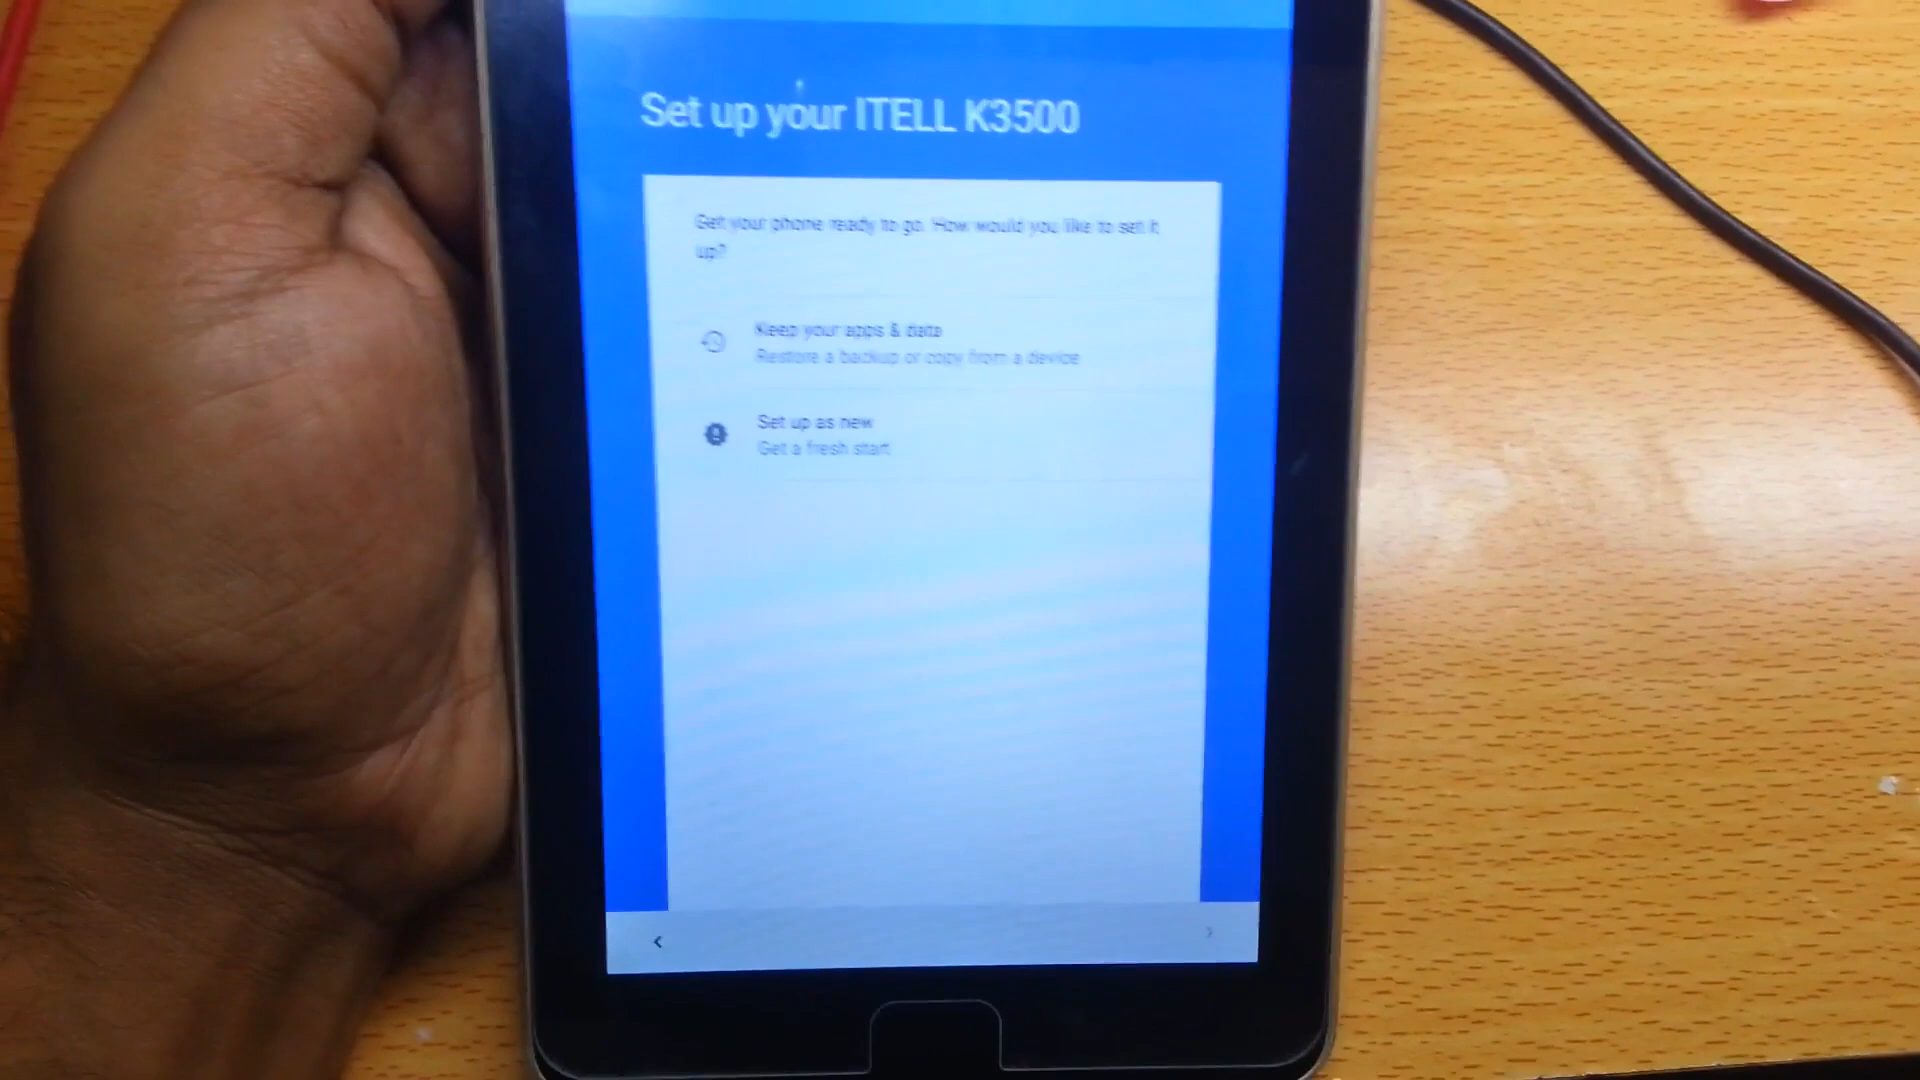 Set up your ITELL K3500
Get your phone ready to go. How would you like to set it
up?
Keep your apps & data
Restore a backup or copy from a device
Set up as new
Get a fresh start